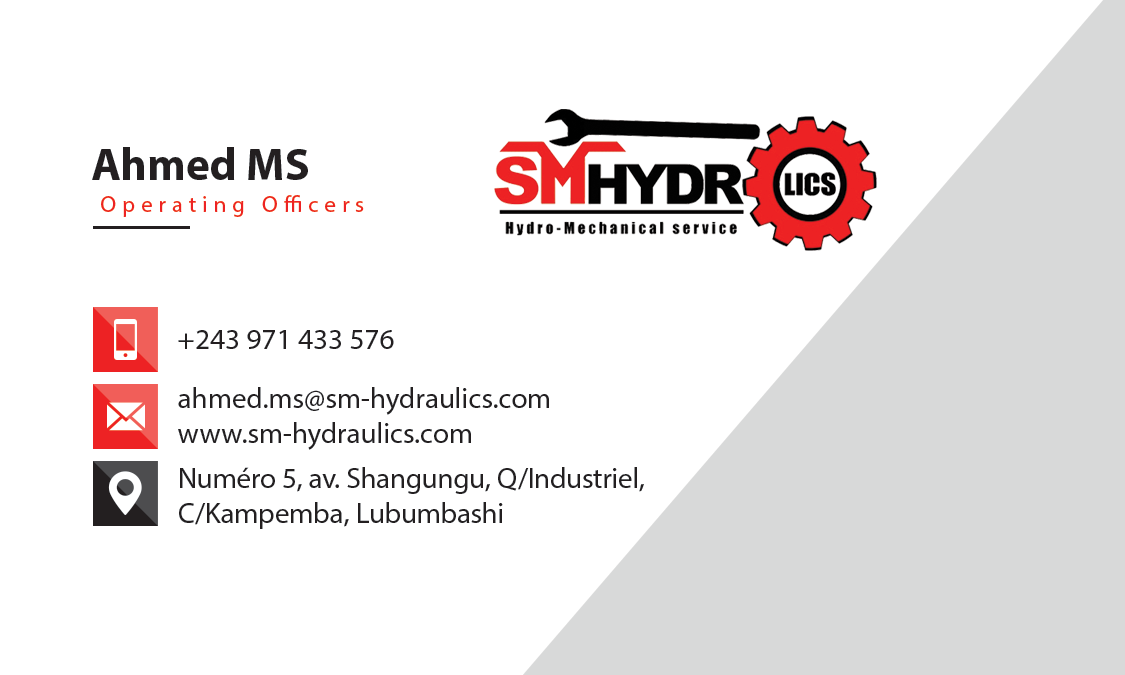 Ahmed MS
Operating Officers
SMHYDR LICS
Hydro-Mechanical service
+243 971 433 576
ahmed.ms@sm-hydraulics.com
www.sm-hydraulics.com
Numéro 5, av. Shangungu, Q/Industriel,
C/Kampemba, Lubumbashi